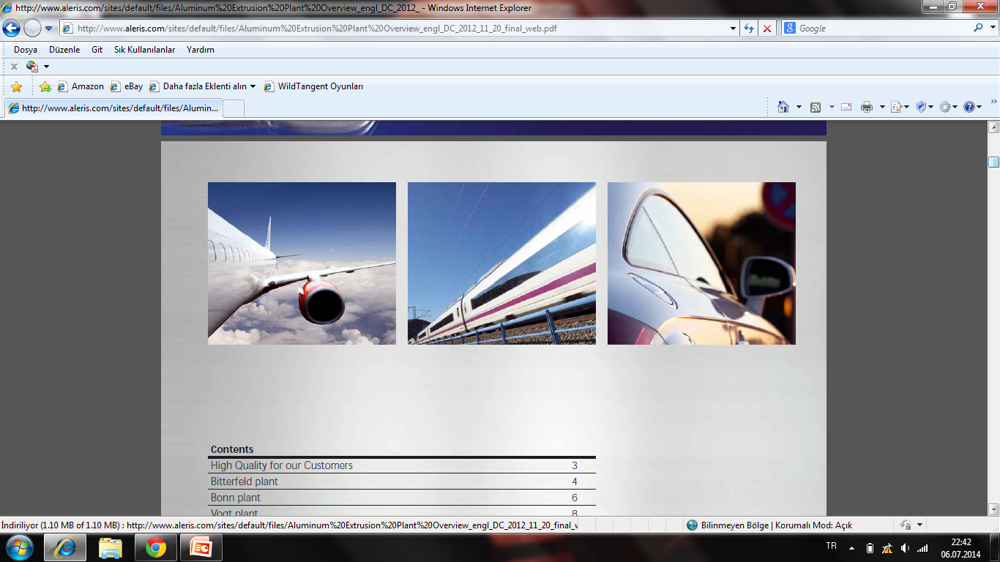 http://www.aleris.com/sites/default/files/Aluminum%20Extrusion%20Plant%20Overview_engl_DC_2012_ - Windows Internet Explorer
http://www.aleris.com/sites/default/files/Aluminum%20Extrusion%20Plant%20Overview_engl_DC_2012_11_20_final_web.pdf
Google
Dosya Düzenle Git Sık Kullanılanlar Yardım
Amazon eBay Daha fazla Eklenti alın WildTangent Oyunları
http://www.aleris.com/sites/default/files/Alumin...
Contents
High Quality for our Customers 3
Bitterfeld plant 4
Bonn plant 6
Vogt plant 8
İndiriliyor (1.10 MB of 1.10 MB) : http://www.aleris.com/sites/default/files/Aluminum%20Extrusion%20Plant%20Overview_engl_DC_2012_11_20_final_v
Bilinmeyen Bölge | Korumalı Mod: Açık
TR
22:42
06.07.2014